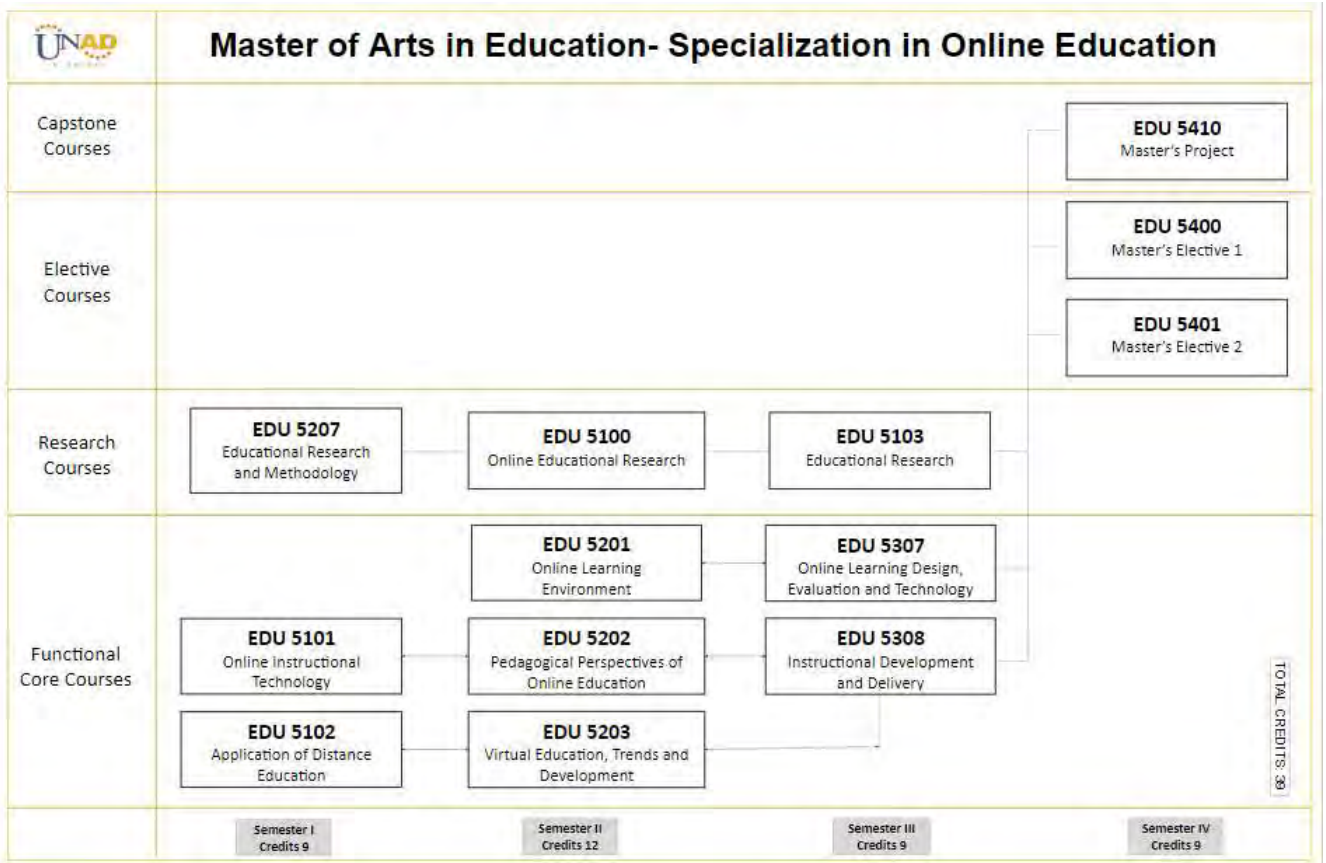 UNAD
Master of Arts in Education- Specialization in Online Education
Capstone
Courses
EDU 5410
Master's Project
Elective
Courses
EDU 5400
Master's Elective 1
EDU 5401
Master's Elective 2
Research
Courses
EDU 5207
Educational Research
and Methodology
EDU 5100
Online Educational Research
EDU 5103
Educational Research
Functional
Core Courses
EDU 5201
Online Learning
Environment
EDU 5307
Online Learning Design,
Evaluation and Technology
EDU 5101
Online Instructional
Technology
EDU 5202
Pedagogical Perspectives of
Online Education
EDU 5308
Instructional Development
and Delivery
EDU 5102
Application of Distance
Education
EDU 5203
Virtual Education, Trends and
Development
TOTAL CREDITS: 39
Semester I
Credits 9
Semester II
Credits 12
Semester III
Credits 9
Semester IV
Credits 9